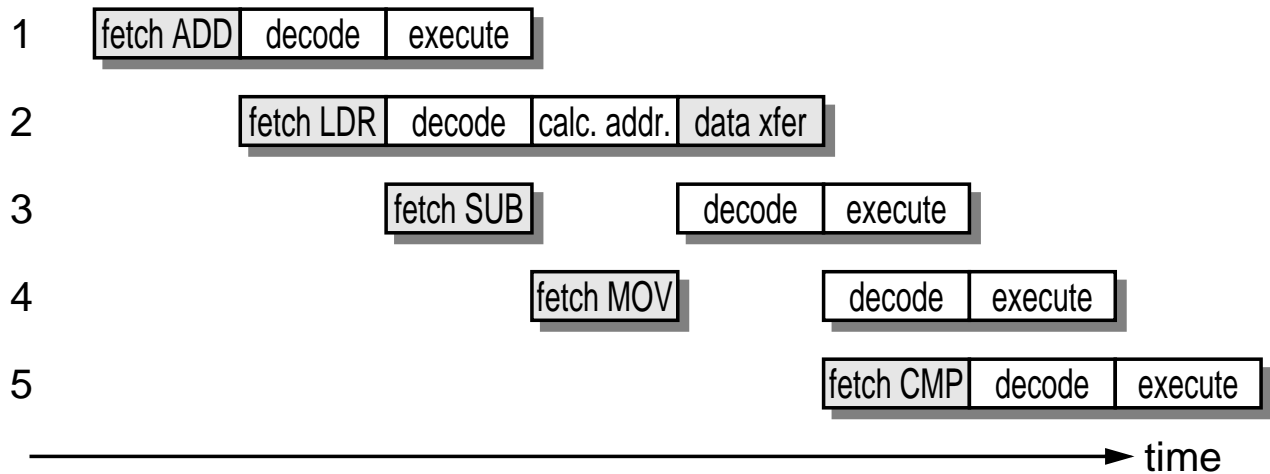 1 fetch ADD decode execute
2 fetch LDR decode calc. addr. data xfer
3 fetch SUB decode execute
4 fetch MOV decode execute
5 fetch CMP decode execute
time